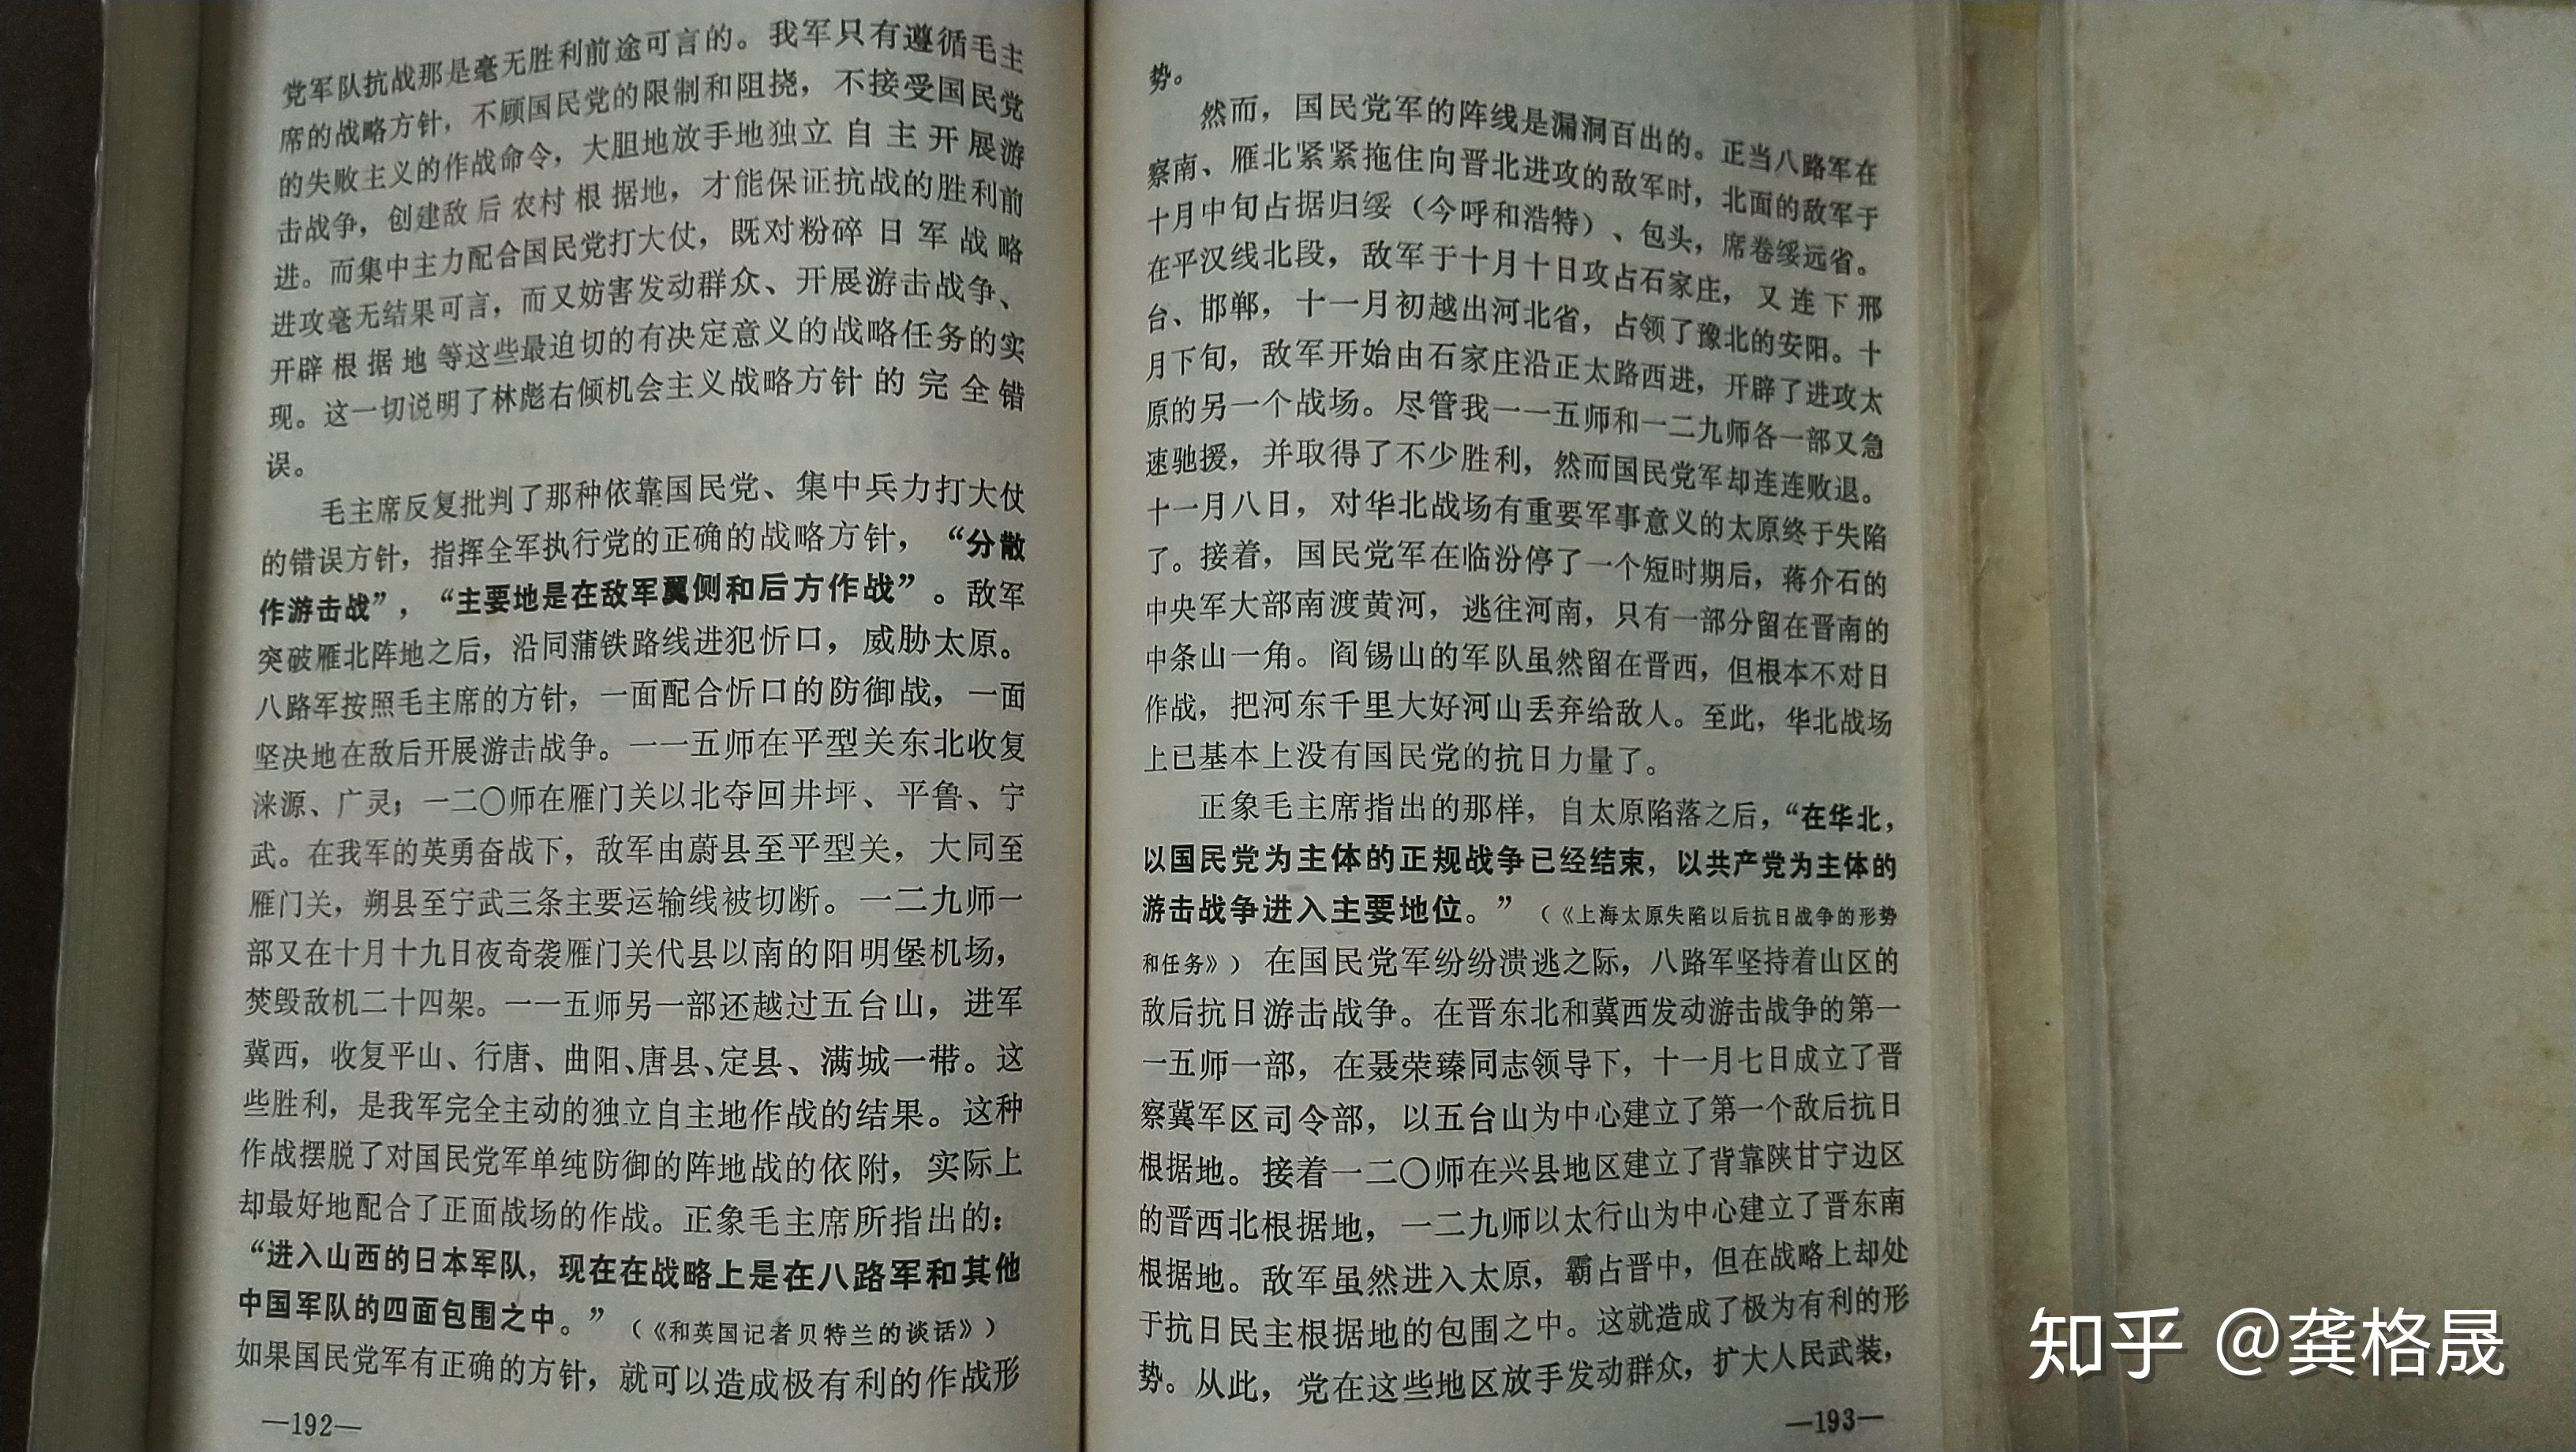 党军队抗战那是毫无胜利前途可言的。我军只有遵循毛主
席的战略方针，不顾国民党的限制和阻挠，不接受国民党
的失败主义的作战命令，大胆地放手地独立自主开展游
击战争，创建敌后农村根据地，才能保证抗战的胜利前
进。而集中主力配合国民党打大仗，既对粉碎日军战略
进攻毫无结果可言，而又妨害发动群众、开展游击战争、
开辟根据地等这些最迫切的有决定意义的战略任务的实
现。这一切说明了林彪右倾机会主义战略方针的完全错
误。
毛主席反复批判了那种依靠国民党、集中兵力打大仗
的错误方针，指挥全军执行党的正确的战略方针，“分散
作游击战”，“主要地是在敌军翼侧和后方作战”。敌军
突破雁北阵地之后，沿同蒲铁路线进犯忻口，威胁太原。
八路军按照毛主席的方针，一面配合忻口的防御战，一面
坚决地在敌后开展游击战争。一一五师在平型关东北收复
涞源、广灵；一二〇师在雁门关以北夺回井坪、平鲁、宁
武。在我军的英勇奋战下，敌军由蔚县至平型关，大同至
雁门关，朔县至宁武三条主要运输线被切断。一二九师一
部又在十月十九日夜奇袭雁门关代县以南的阳明堡机场，
焚毁敌机二十四架。一一五师另一部还越过五台山，进军
冀西，收复平山、行唐、曲阳、唐县、定县、满城一带。这
些胜利，是我军完全主动的独立自主地作战的结果。这种
作战摆脱了对国民党军单纯防御的阵地战的依附，实际上
却最好地配合了正面战场的作战。正象毛主席所指出的：
“进入山西的日本军队，现在在战略上是在八路军和其他
中国军队的四面包围之中。”（《和英国记者贝特兰的谈话》）
如果国民党军有正确的方针，就可以造成极有利的作战形
—192—
势。
然而，国民党军的阵线是漏洞百出的。正当八路军在
察南、雁北紧紧拖住向晋北进攻的敌军时，北面的敌军于
十月中旬占据归绥（今呼和浩特）、包头，席卷绥远省。
在平汉线北段，敌军于十月十日攻占石家庄，又连下邢
台、邯郸，十一月初越出河北省，占领了豫北的安阳。十
月下旬，敌军开始由石家庄沿正太路西进，开辟了进攻太
原的另一个战场。尽管我一一五师和一二九师各一部又急
速驰援，并取得了不少胜利，然而国民党军却连连败退。
十一月八日，对华北战场有重要军事意义的太原终于失陷
了。接着，国民党军在临汾停了一个短时期后，蒋介石的
中央军大部南渡黄河，逃往河南，只有一部分留在晋南的
中条山一角。阎锡山的军队虽然留在晋西，但根本不对日
作战，把河东千里大好河山丢弃给敌人。至此，华北战场
上已基本上没有国民党的抗日力量了。
正象毛主席指出的那样，自太原陷落之后，“在华北，
以国民党为主体的正规战争已经结束，以共产党为主体的
游击战争进入主要地位。”（《上海太原失陷以后抗日战争的形势
和任务》）在国民党军纷纷溃逃之际，八路军坚持着山区的
敌后抗日游击战争。在晋东北和冀西发动游击战争的第一
一五师一部，在聂荣臻同志领导下，十一月七日成立了晋
察冀军区司令部，以五台山为中心建立了第一个敌后抗日
根据地。接着一二〇师在兴县地区建立了背靠陕甘宁边区
的晋西北根据地，一二九师以太行山为中心建立了晋东南
根据地。敌军虽然进入太原，霸占晋中，但在战略上却处
于抗日民主根据地的包围之中。这就造成了极为有利的形
势。从此，党在这些地区放手发动群众，扩大人民武装，
—193—
知乎 @龚格晟